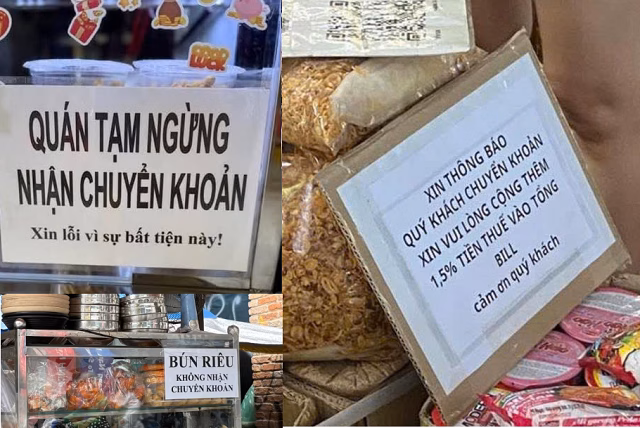 QUÁN TẠM NGỪNG
NHẬN CHUYỂN KHOẢN
Xin lỗi vì sự bất tiện này!
XIN THÔNG BÁO
QUÝ KHÁCH CHUYỂN KHOẢN
XIN VUI LÒNG CỘNG THÊM
1,5% TIỀN THUẾ VÀO TỔNG
BILL
cảm ơn quý khách
BÚN RIÊU
KHÔNG NHẬN
CHUYỂN KHOẢN